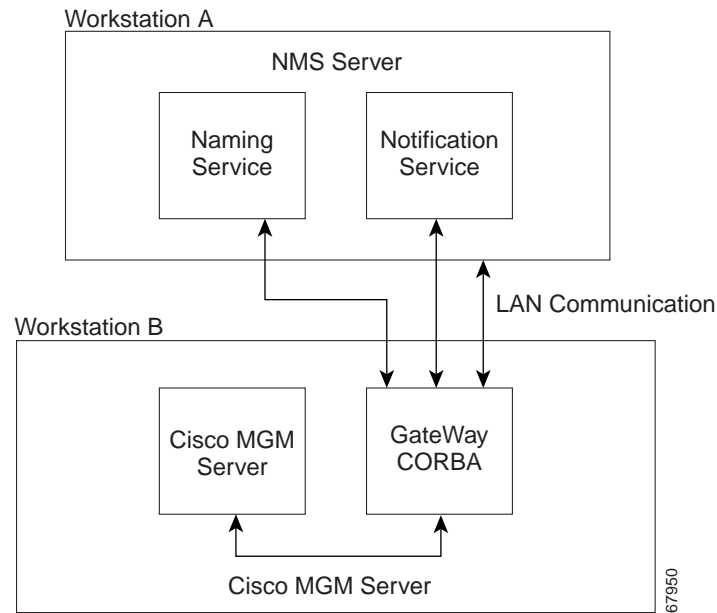 Workstation A
NMS Server
Naming
Service
Notification
Service
LAN Communication
Workstation B
Cisco MGM
Server
GateWay
CORBA
Cisco MGM Server
67950